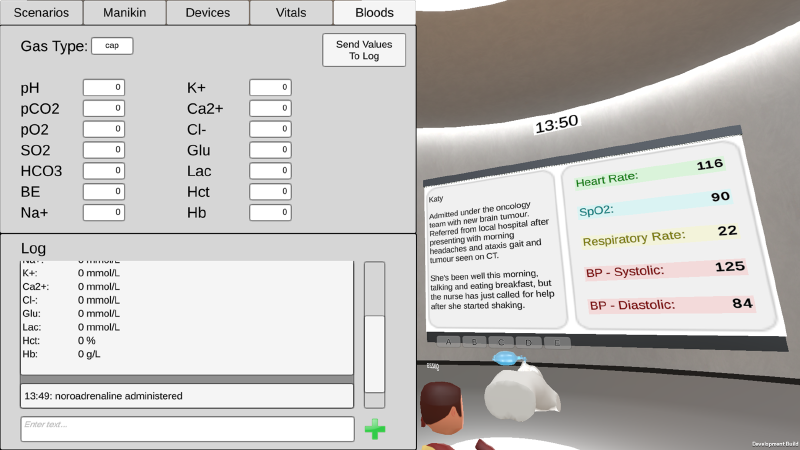 Scenarios Manikin Devices Vitals Bloods
Gas Type: cap
Send Values
To Log
pH 0 K+ 0
pCO2 0 Ca2+ 0
pO2 0 Cl- 0
SO2 0 Glu 0
HCO3 0 Lac 0
BE 0 Hct 0
Na+ 0 Hb 0
Log
Na+: 0 mmol/L
K+: 0 mmol/L
Ca2+: 0 mmol/L
Cl-: 0 mmol/L
Glu: 0 mmol/L
Lac: 0 mmol/L
Hct: 0 %
Hb: 0 g/L
13:49: noroadrenaline administered
Enter text...
13:50
Katy
Admitted under the oncology
team with new brain tumour.
Referred from local hospital after
presenting with morning
headaches and ataxis gait and
tumour seen on CT.
She's been well this morning,
talking and eating breakfast, but
the nurse has just called for help
after she started shaking.
Heart Rate: 116
SpO2: 90
Respiratory Rate: 22
BP - Systolic: 125
BP - Diastolic: 84
A B C D E
Development Build